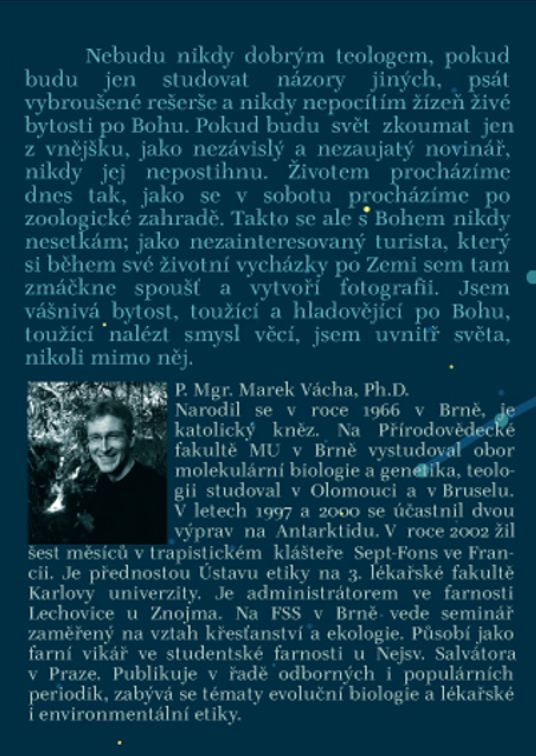 Nebudu nikdy dobrým teologem, pokud
budu jen studovat názory jiných, psát
vybroušené rešerše a nikdy nepocítím žízeň živé
bytosti po Bohu. Pokud budu svět zkoumat jen
z vnějšku, jako nezávislý a nezaujatý novinář,
nikdy jej nepostihnu. Životem procházíme
dnes tak, jako se v sobotu procházíme po
zoologické zahradě. Takto se ale s Bohem nikdy
nesetkám; jako nezainteresovaný turista, který
si během své životní vycházky po Zemi sem tam
zmáčkne spoušť a vytvoří fotografii. Jsem
vášnivá bytost, toužící a hladovějící po Bohu,
toužící nalézt smysl věcí, jsem uvnitř světa,
nikoli mimo něj.
P. Mgr. Marek Vácha, Ph.D.
Narodil se v roce 1966 v Brně, je
katolický kněz. Na Přírodovědecké
fakultě MU v Brně vystudoval obor
molekulární biologie a genetika, teolo-
gii studoval v Olomouci a v Bruselu.
V letech 1997 a 2000 se účastnil dvou
výprav na Antarktidu. V roce 2002 žil
šest měsíců v trapistickém klášteře Sept-Fons ve Fran-
cii. Je přednostou Ústavu etiky na 3. lékařské fakultě
Karlovy univerzity. Je administrátorem ve farnosti
Lechovice u Znojma. Na FSS v Brně vede seminář
zaměřený na vztah křesťanství a ekologie. Působí jako
farní vikář ve studentské farnosti u Nejsv. Salvátora
v Praze. Publikuje v řadě odborných i populárních
periodik, zabývá se tématy evoluční biologie a lékařské
i environmentální etiky.